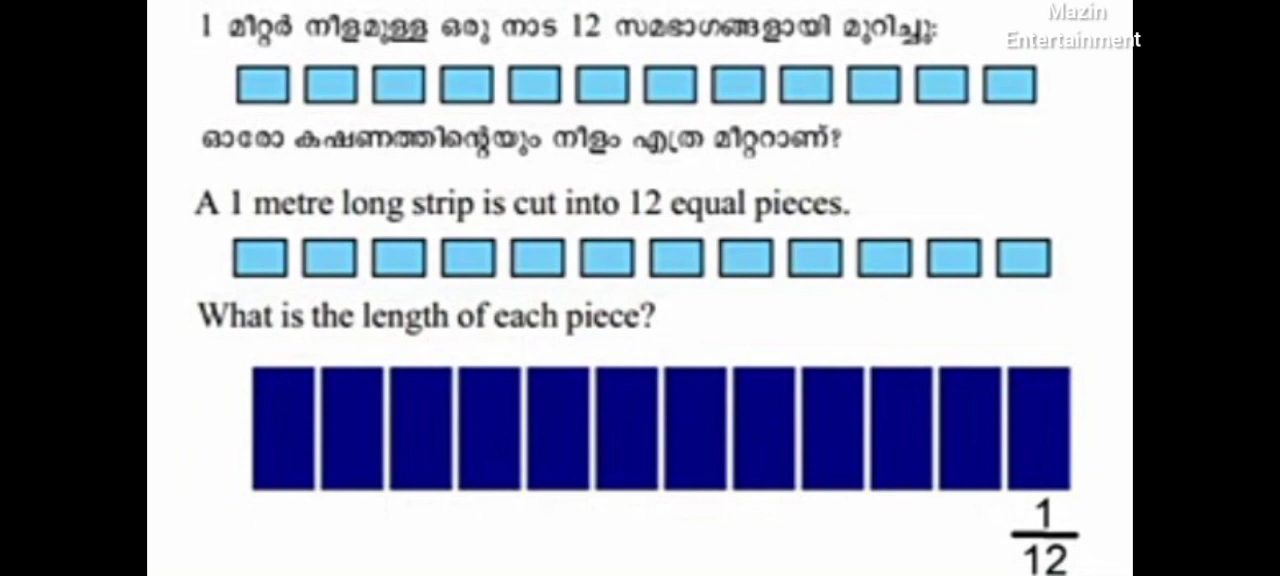 1 മീറ്റർ നീളമുള്ള ഒരു നാട 12 സമഭാഗങ്ങളായി മുറിച്ചു:
Mazin
Entertainment
ഓരോ കഷണത്തിന്റെയും നീളം എത്ര മീറ്ററാണ്?
A 1 metre long strip is cut into 12 equal pieces.
What is the length of each piece?
1
12